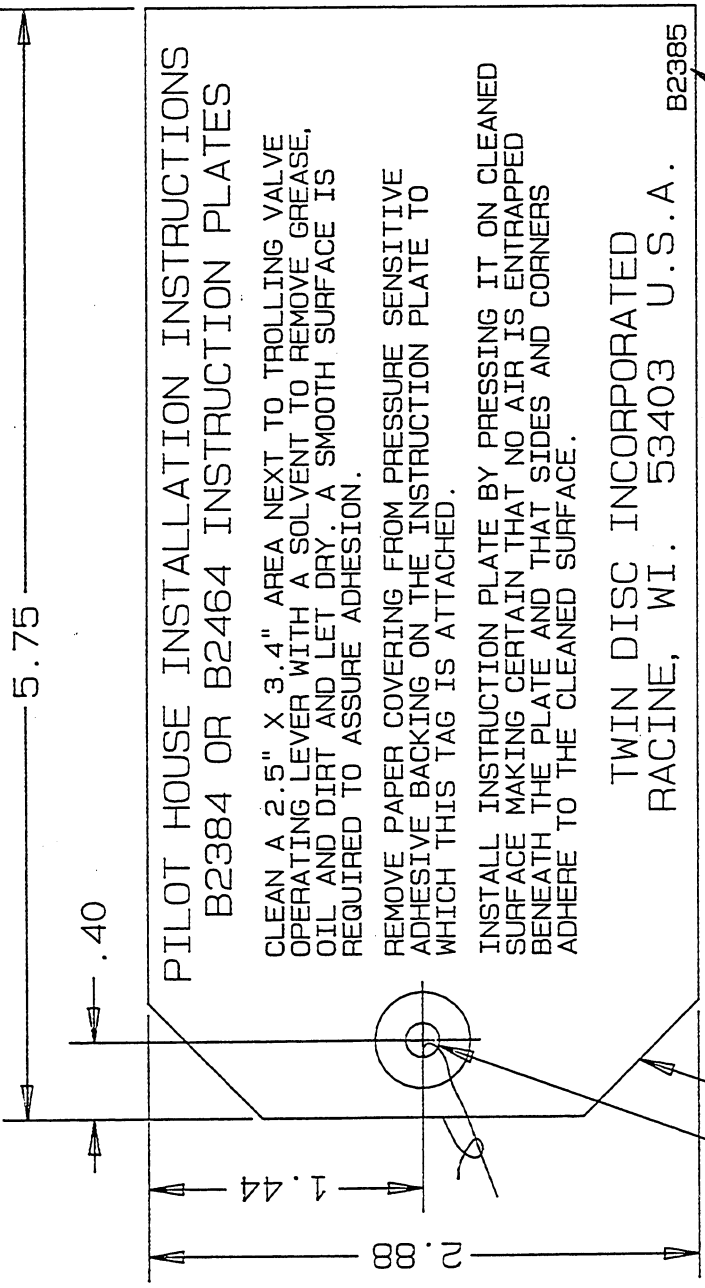 5.75
.40
PILOT HOUSE INSTALLATION INSTRUCTIONS
B2384 OR B2464 INSTRUCTION PLATES
CLEAN A 2.5" X 3.4" AREA NEXT TO TROLLING VALVE
OPERATING LEVER WITH A SOLVENT TO REMOVE GREASE,
OIL AND DIRT AND LET DRY. A SMOOTH SURFACE IS
REQUIRED TO ASSURE ADHESION.
REMOVE PAPER COVERING FROM PRESSURE SENSITIVE
ADHESIVE BACKING ON THE INSTRUCTION PLATE TO
WHICH THIS TAG IS ATTACHED.
INSTALL INSTRUCTION PLATE BY PRESSING IT ON CLEANED
SURFACE MAKING CERTAIN THAT NO AIR IS ENTRAPPED
BENEATH THE PLATE AND THAT SIDES AND CORNERS
ADHERE TO THE CLEANED SURFACE.
TWIN DISC INCORPORATED
RACINE, WI. 53403 U.S.A.
B2385
1.44
2.88